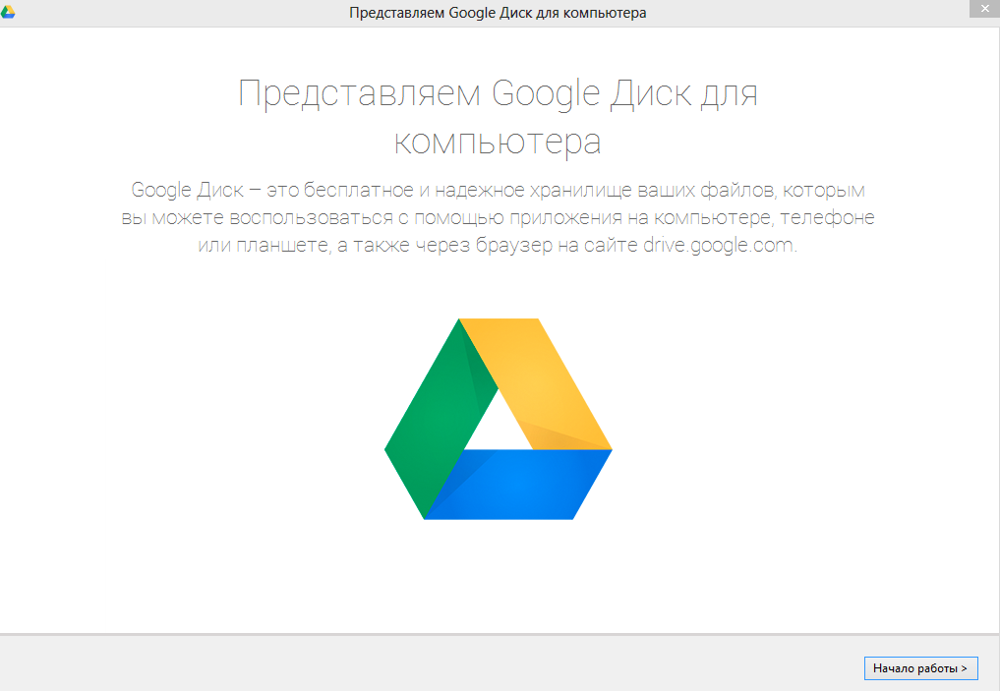 Представляем Google Диск для компьютера
Представляем Google Диск для
компьютера
Google Диск – это бесплатное и надежное хранилище ваших файлов, которым
вы можете воспользоваться с помощью приложения на компьютере, телефоне
или планшете, а также через браузер на сайте drive.google.com.
Начало работы >